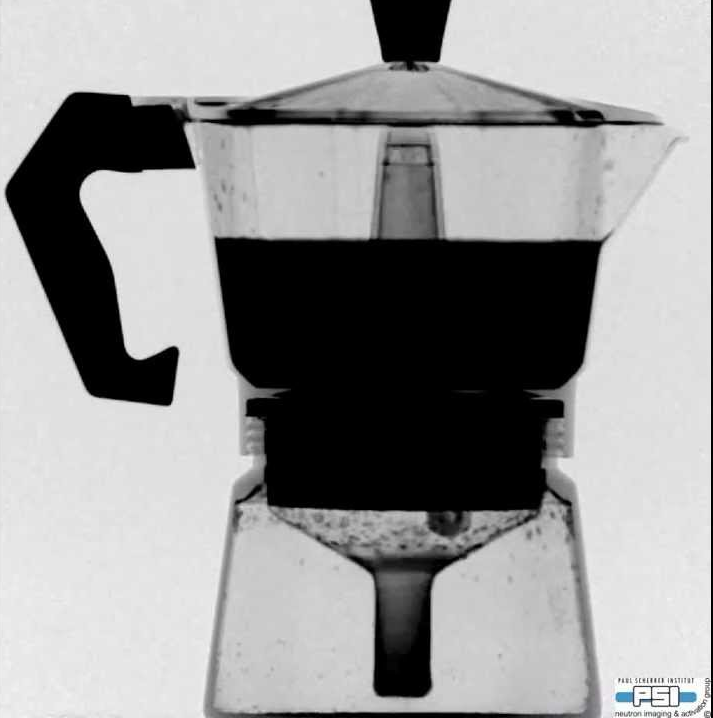 PAUL SCHERRER INSTITUT
PSI
neutron imaging & activation group
©